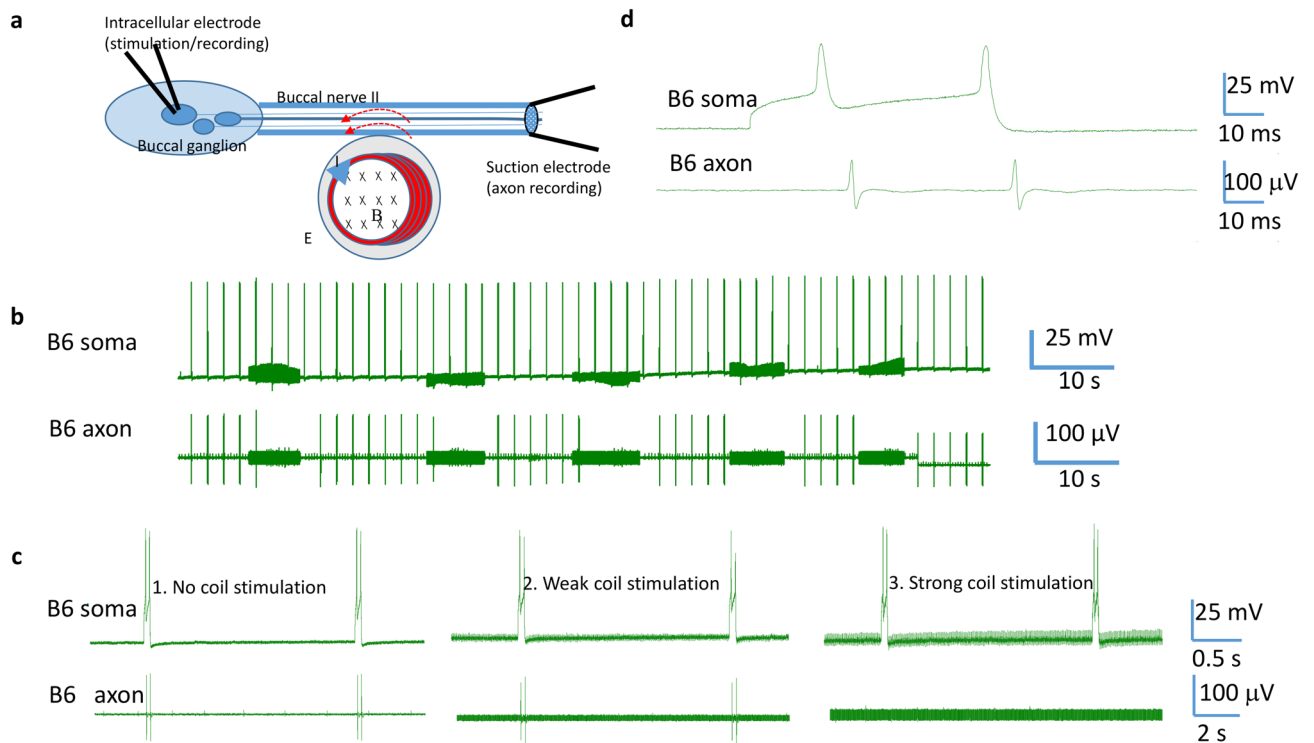 a
Intracellular electrode
(stimulation/recording)
Buccal nerve II
Buccal ganglion
Suction electrode
(axon recording)
I
X X X
X X X
B
X X X
E
d
B6 soma
25 mV
10 ms
B6 axon
100 µV
10 ms
b
B6 soma
25 mV
10 s
B6 axon
100 µV
10 s
c
1. No coil stimulation
2. Weak coil stimulation
3. Strong coil stimulation
B6 soma
25 mV
0.5 s
B6 axon
100 µV
2 s